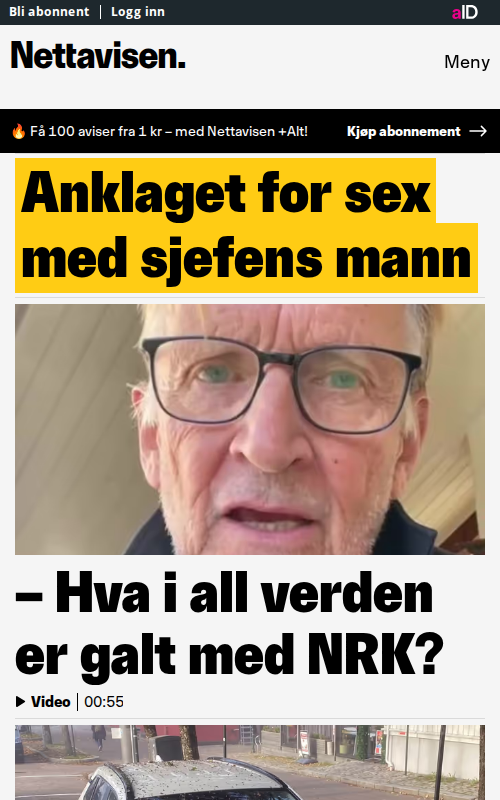 Bli abonnent | Logg inn
aID
Nettavisen.
Meny
🔥 Få 100 aviser fra 1 kr – med Nettavisen +Alt!
Kjøp abonnement →
Anklaget for sex
med sjefens mann
– Hva i all verden
er galt med NRK?
Video | 00:55